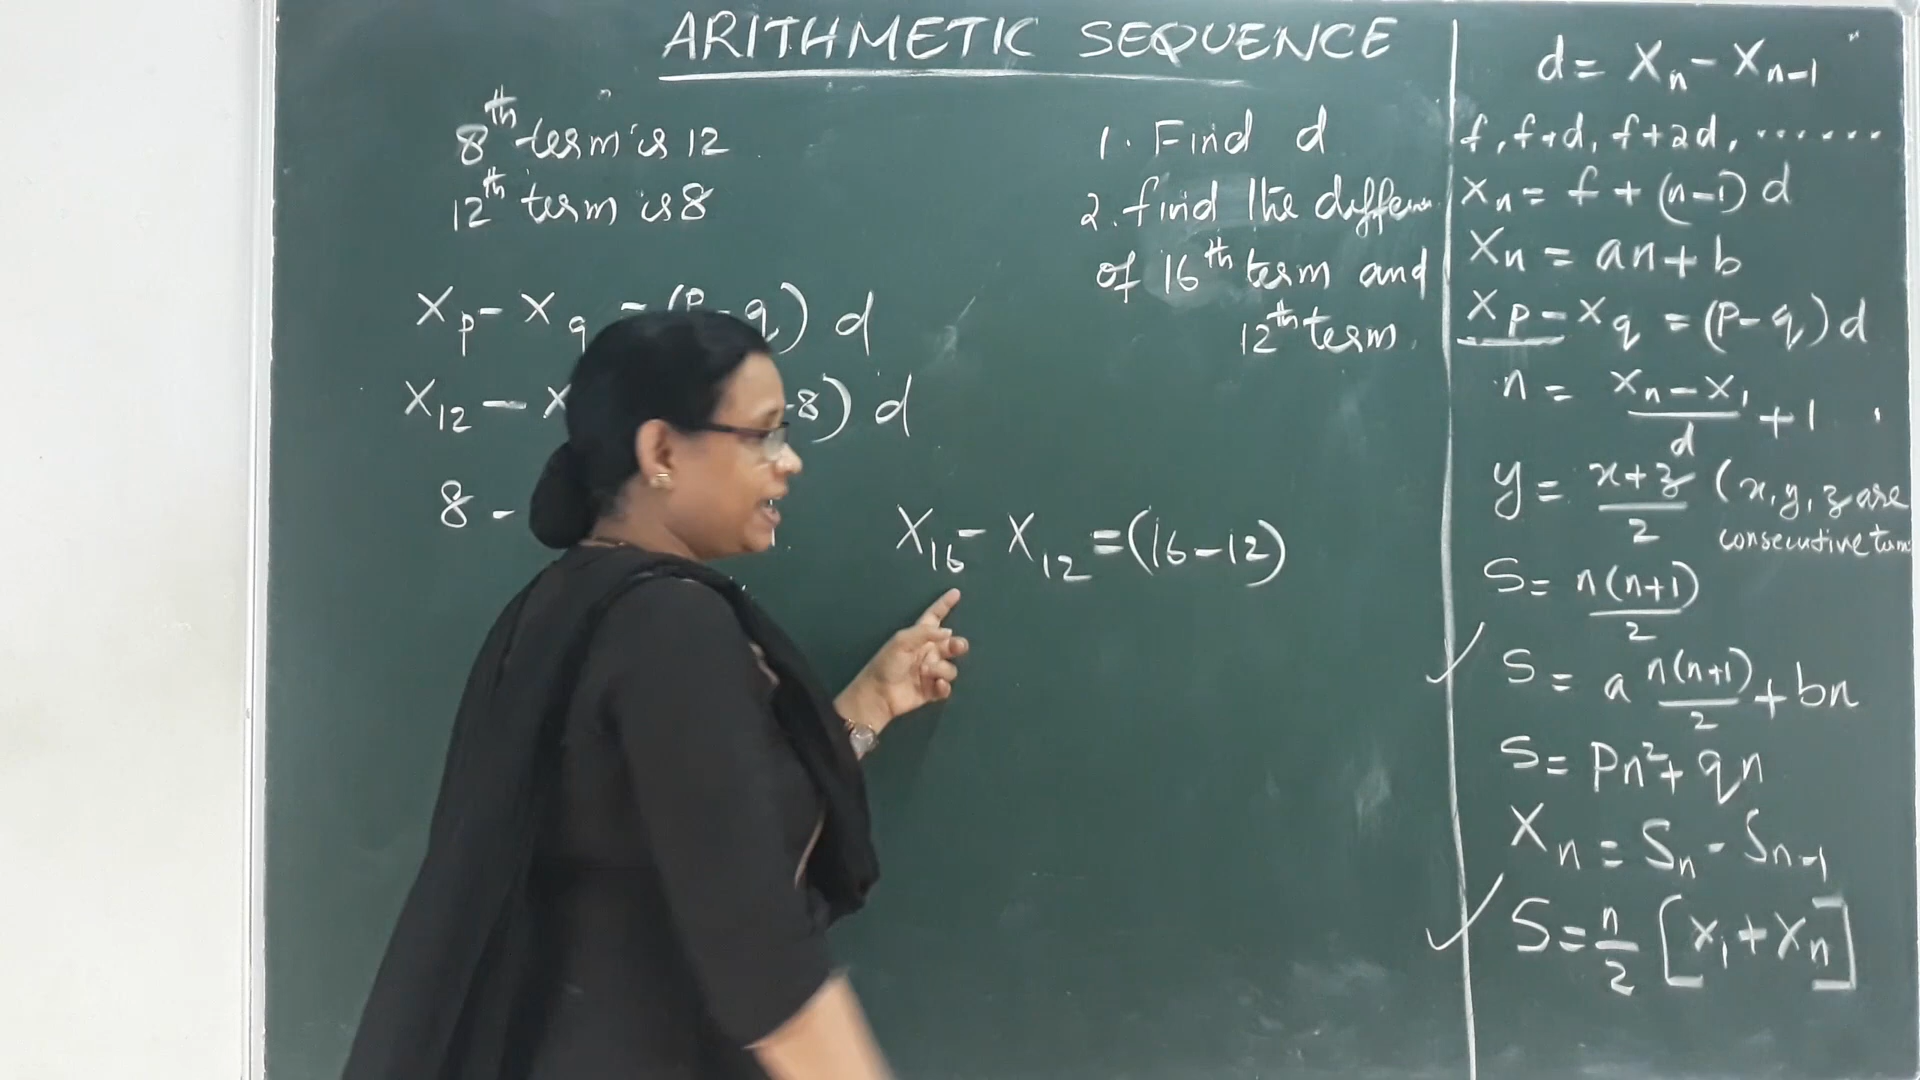 ARITHMETIC SEQUENCE
8th term is 12
12th term is 8
Xp - Xq = (p - q) d
X12 - X -8) d
8 -
X16 - X12 = (16-12)
1. Find d
2. find the differen
of 16th term and
12th term.
d = Xn - Xn-1
f, f+d, f+2d, ......
Xn = f + (n-1) d
Xn = an + b
Xp - Xq = (p-q) d
n = (Xn - X1)/d + 1
y = (x+z)/2 (x, y, z are
consecutive
S = n(n+1)/2
✓ S = a n(n+1)/2 + bn
S = pn² + qn
Xn = Sn - Sn-1
✓ S = n/2 [X1 + Xn]